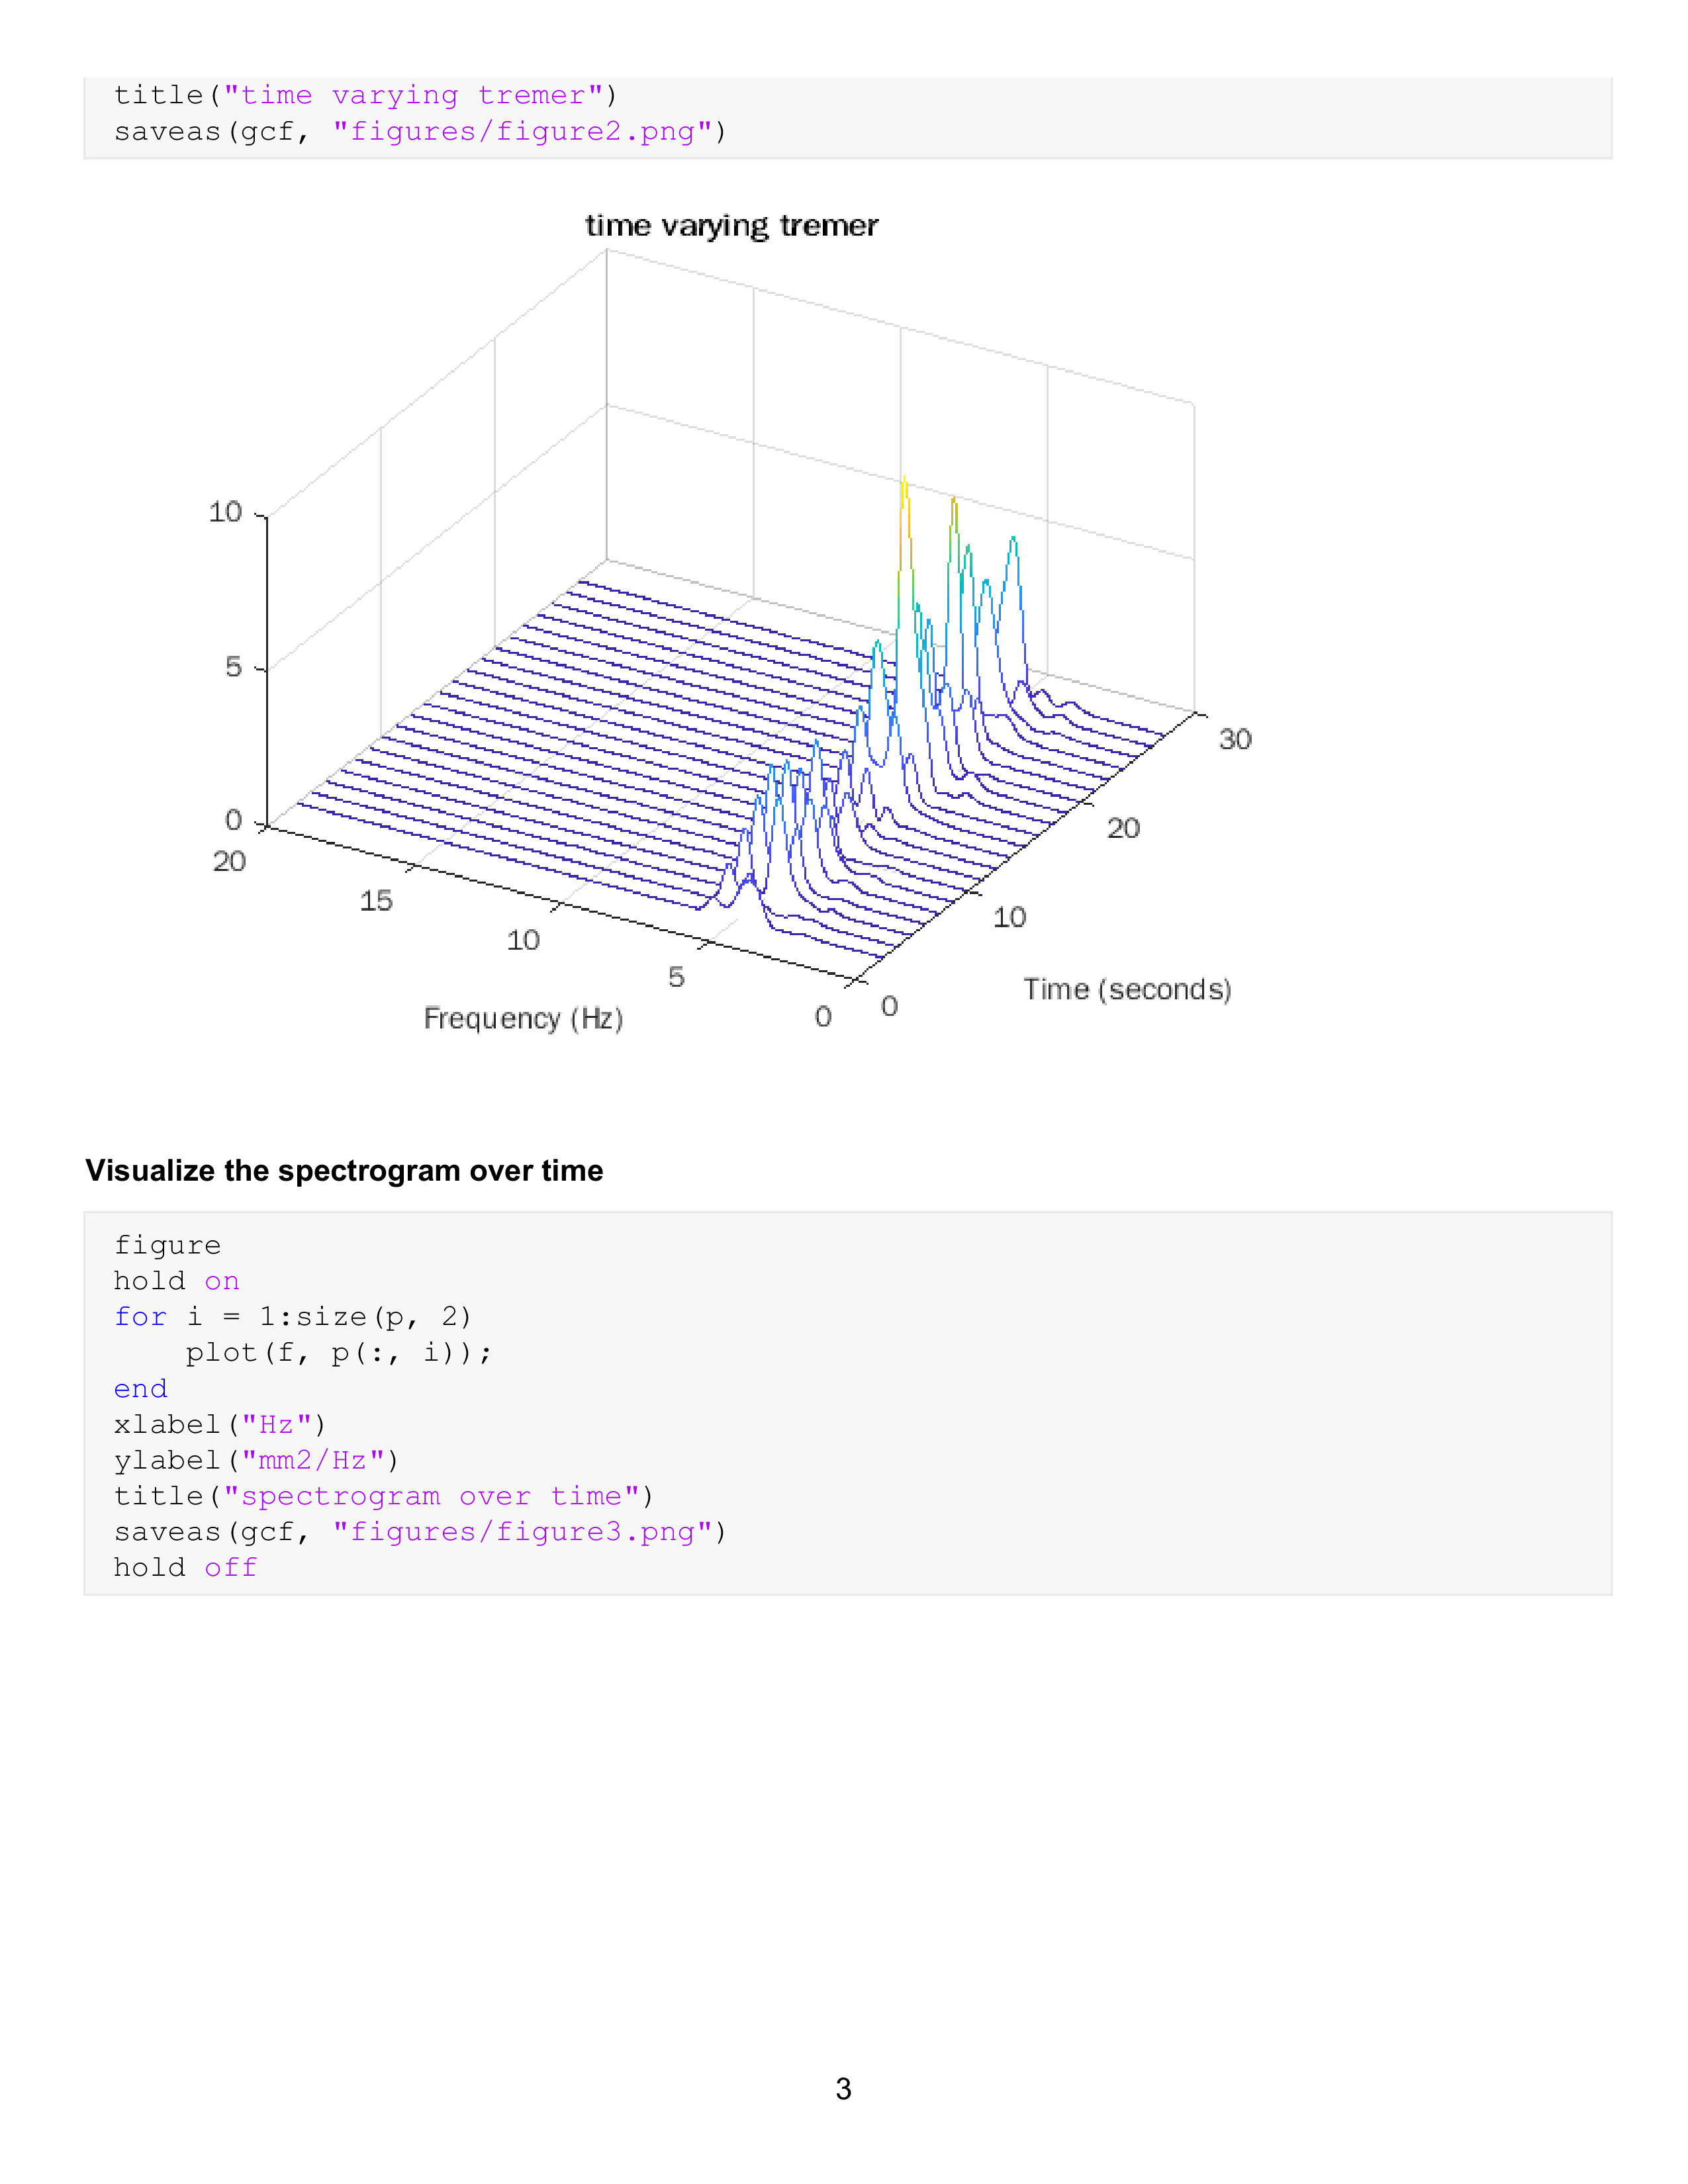 title("time varying tremer")
saveas(gcf, "figures/figure2.png")
time varying tremer
10
5
0
20
15
10
5
0
0
10
20
30
Frequency (Hz)
Time (seconds)
Visualize the spectrogram over time
figure
hold on
for i = 1:size(p, 2)
    plot(f, p(:, i));
end
xlabel("Hz")
ylabel("mm2/Hz")
title("spectrogram over time")
saveas(gcf, "figures/figure3.png")
hold off
3